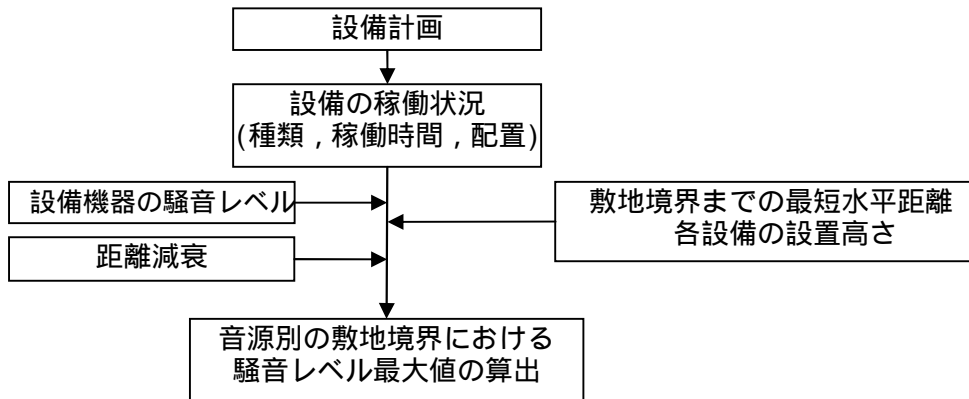 設備計画
設備の稼働状況
(種類,稼働時間,配置)
設備機器の騒音レベル
敷地境界までの最短水平距離
各設備の設置高さ
距離減衰
音源別の敷地境界における
騒音レベル最大値の算出